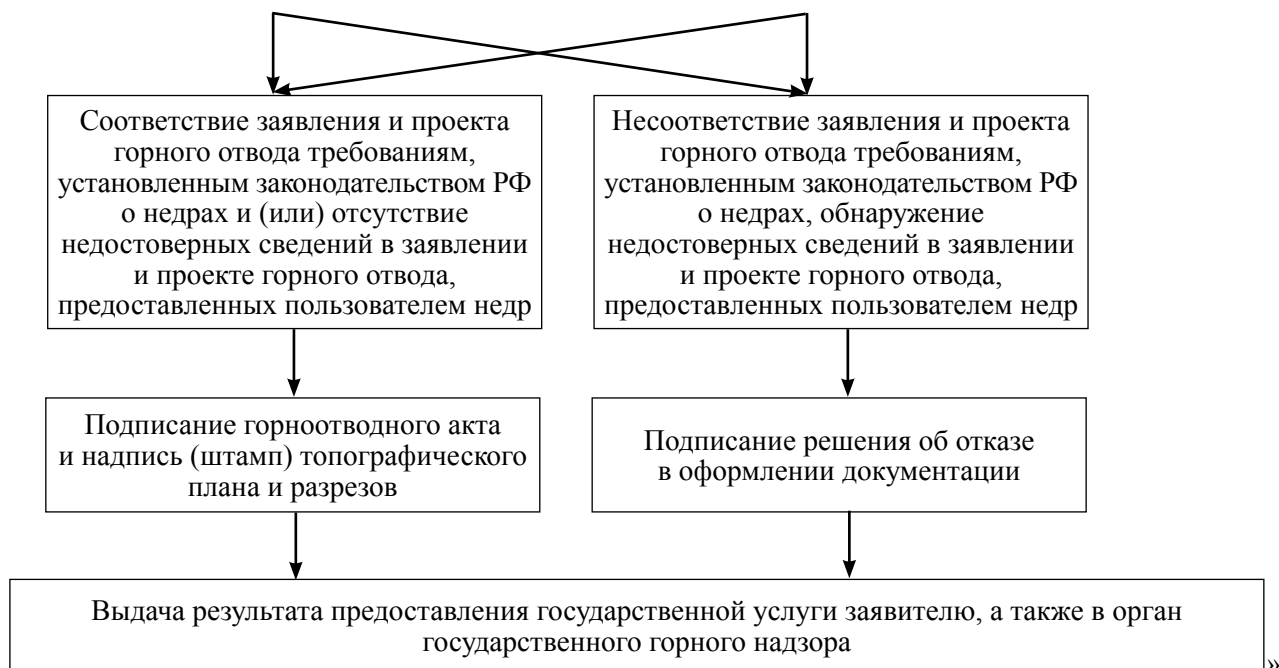 Соответствие заявления и проекта
горного отвода требованиям,
установленным законодательством РФ
о недрах и (или) отсутствие
недостоверных сведений в заявлении
и проекте горного отвода,
предоставленных пользователем недр
Несоответствие заявления и проекта
горного отвода требованиям,
установленным законодательством РФ
о недрах, обнаружение
недостоверных сведений в заявлении
и проекте горного отвода,
предоставленных пользователем недр
Подписание горноотводного акта
и надпись (штамп) топографического
плана и разрезов
Подписание решения об отказе
в оформлении документации
Выдача результата предоставления государственной услуги заявителю, а также в орган
государственного горного надзора
»